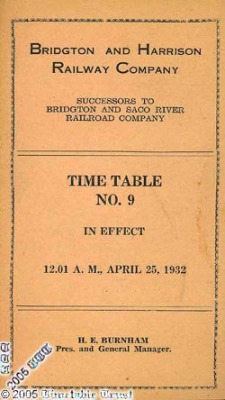 BRIDGTON AND HARRISON
RAILWAY COMPANY
SUCCESSORS TO
BRIDGTON AND SACO RIVER
RAILROAD COMPANY
TIME TABLE
NO. 9
IN EFFECT
12.01 A. M., APRIL 25, 1932
H. E. BURNHAM
Pres. and General Manager.
© 2005